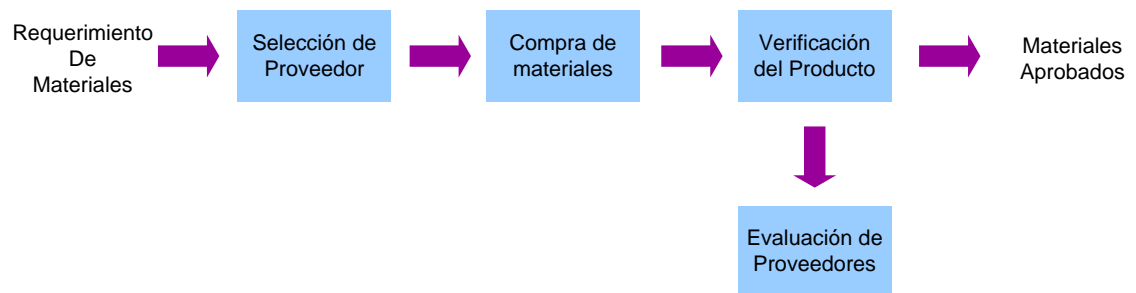 Requerimiento
De
Materiales
Selección de
Proveedor
Compra de
materiales
Verificación
del Producto
Materiales
Aprobados
Evaluación de
Proveedores